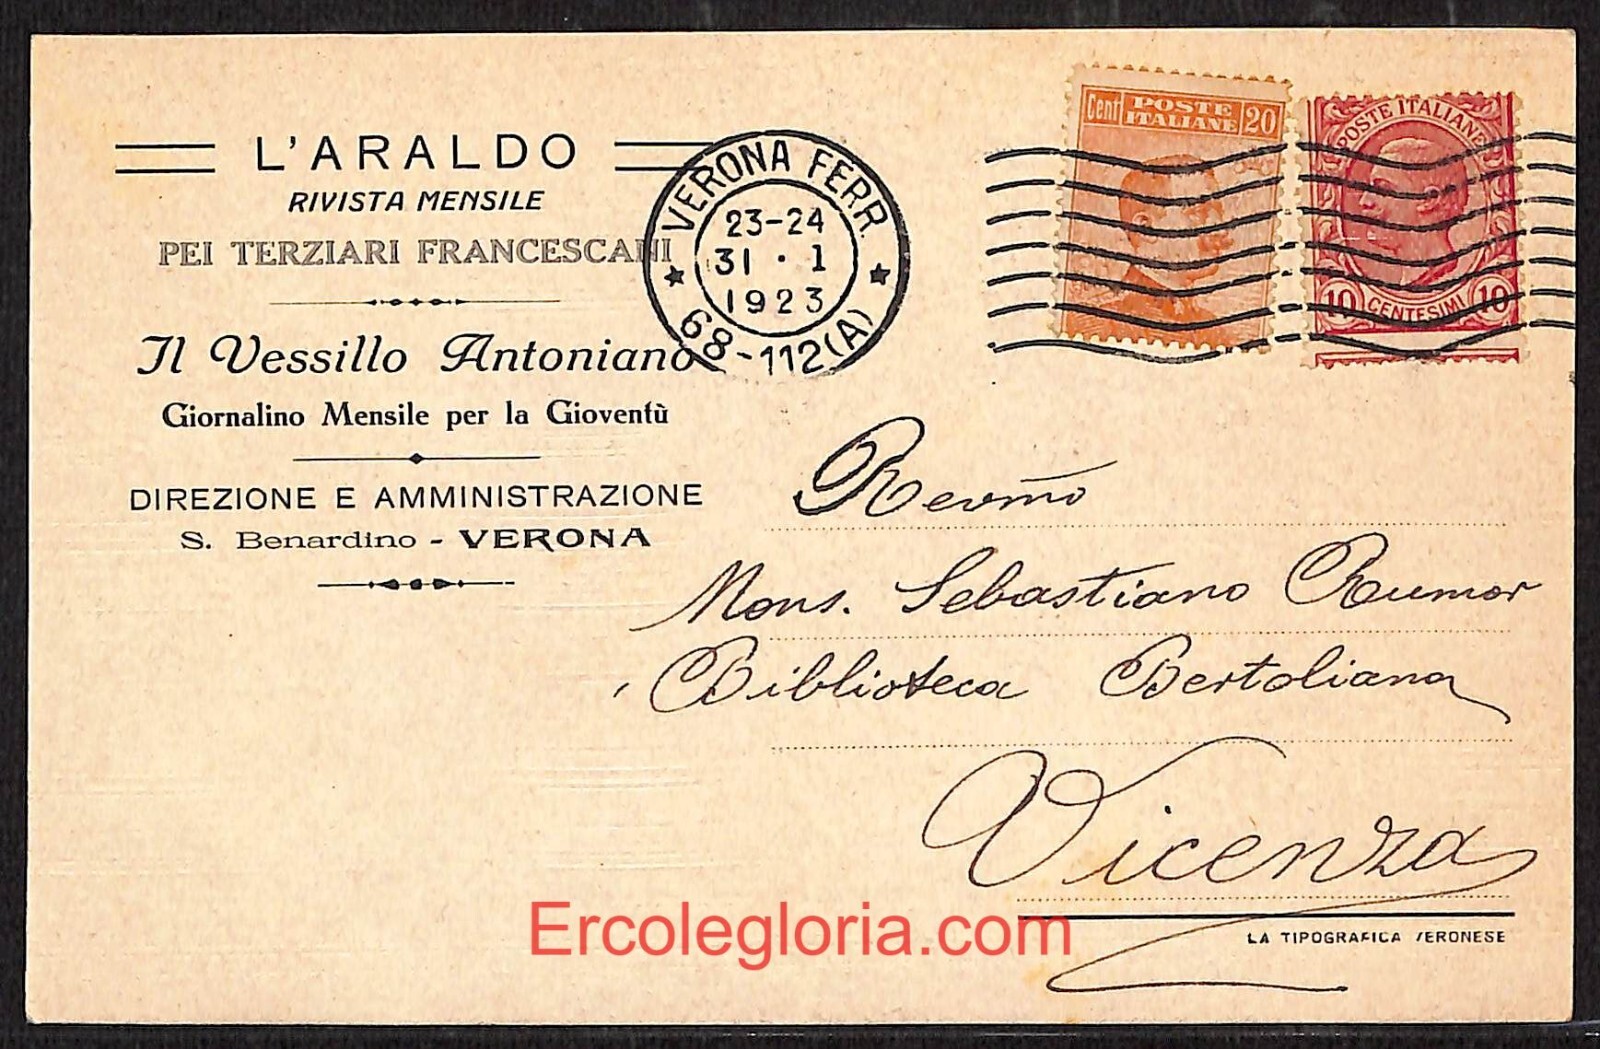 L'ARALDO
RIVISTA MENSILE
PEI TERZIARI FRANCESCANI
Il Vessillo Antoniano
Giornalino Mensile per la Gioventù
DIREZIONE E AMMINISTRAZIONE
S. Benardino - VERONA
VERONA FERR.
23-24
31 · 1
1923
68-112(A)
Cent POSTE ITALIANE 20
POSTE ITALIANE
10 CENTESIMI 10
Revmo
Mons. Sebastiano Rumor
Biblioteca Bertoliana
Vicenza
LA TIPOGRAFICA VERONESE
Ercolegloria.com